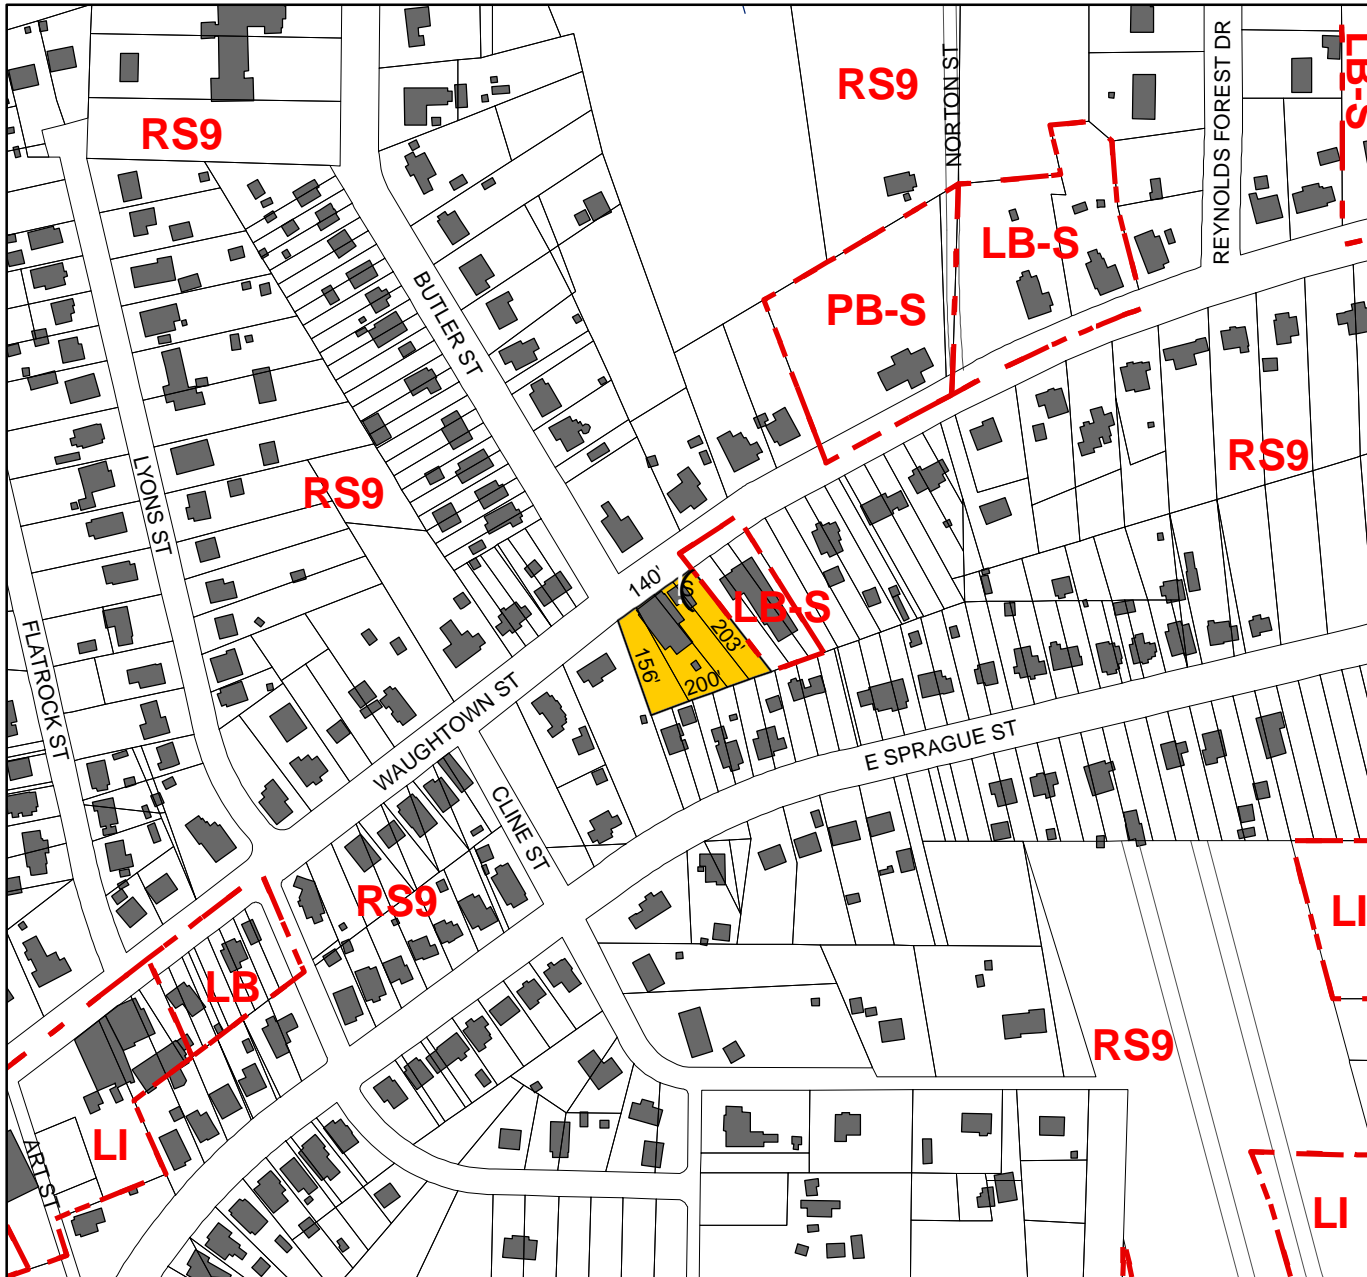 LB-S
RS9
NORTON ST
REYNOLDS FOREST DR
RS9
LB-S
PB-S
BUTLER ST
RS9
LYONS ST
RS9
140'
LB-S
203'
156'
200'
FLATROCK ST
WAUGHTOWN ST
E SPRAGUE ST
CLINE ST
RS9
LI
LB
RS9
LI
ART ST
LI